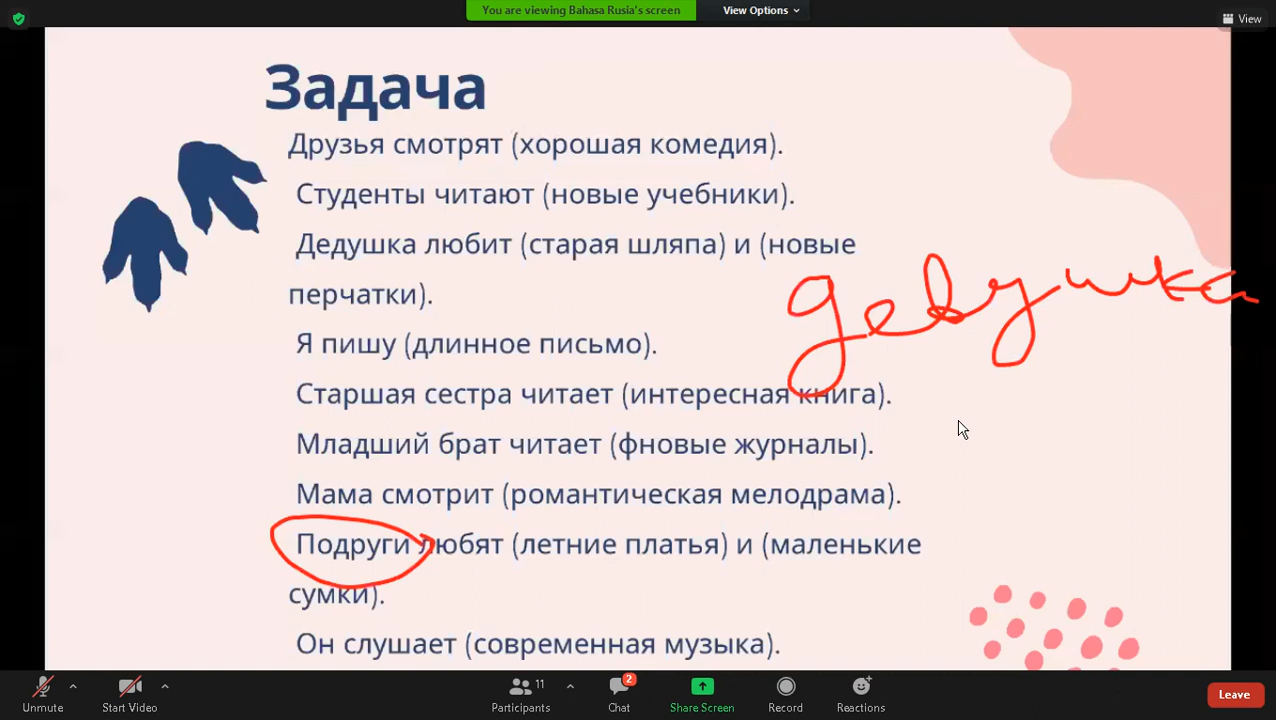 You are viewing Bahasa Rusia's screen
View Options
View
Задача
Друзья смотрят (хорошая комедия).
Студенты читают (новые учебники).
Дедушка любит (старая шляпа) и (новые
перчатки).
дедушка
Я пишу (длинное письмо).
Старшая сестра читает (интересная книга).
Младший брат читает (фновые журналы).
Мама смотрит (романтическая мелодрама).
Подруги любят (летние платья) и (маленькие
сумки).
Он слушает (современная музыка).
Unmute
Start Video
11
Participants
2
Chat
Share Screen
Record
Reactions
Leave